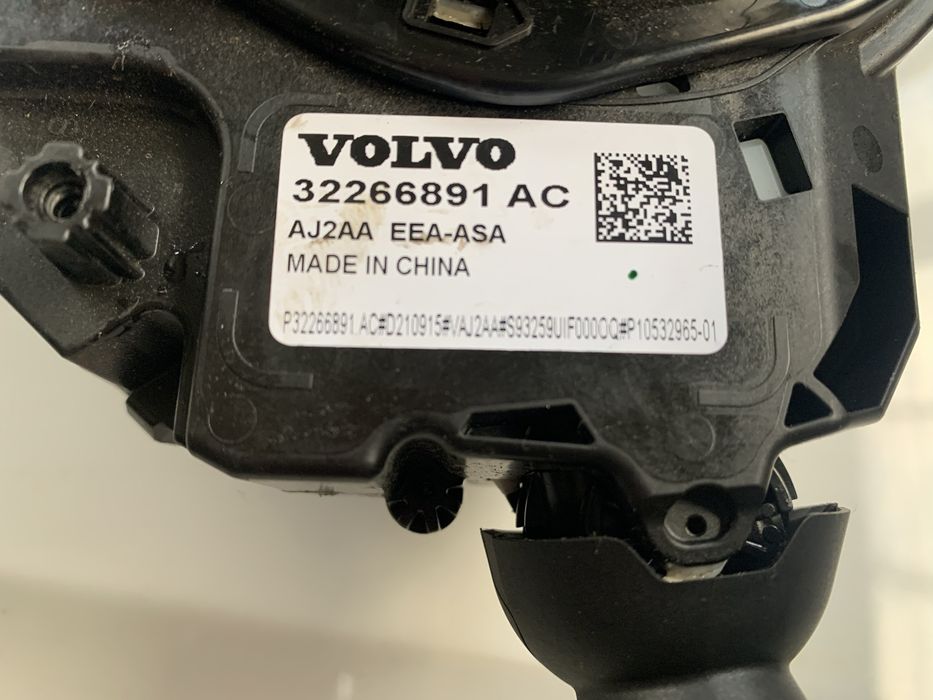 VOLVO
32266891 AC
AJ2AA EEA-ASA
MADE IN CHINA
P32266891 AC#D210915#VAJ2AA#S93259UIF000QQ#P10532965-01